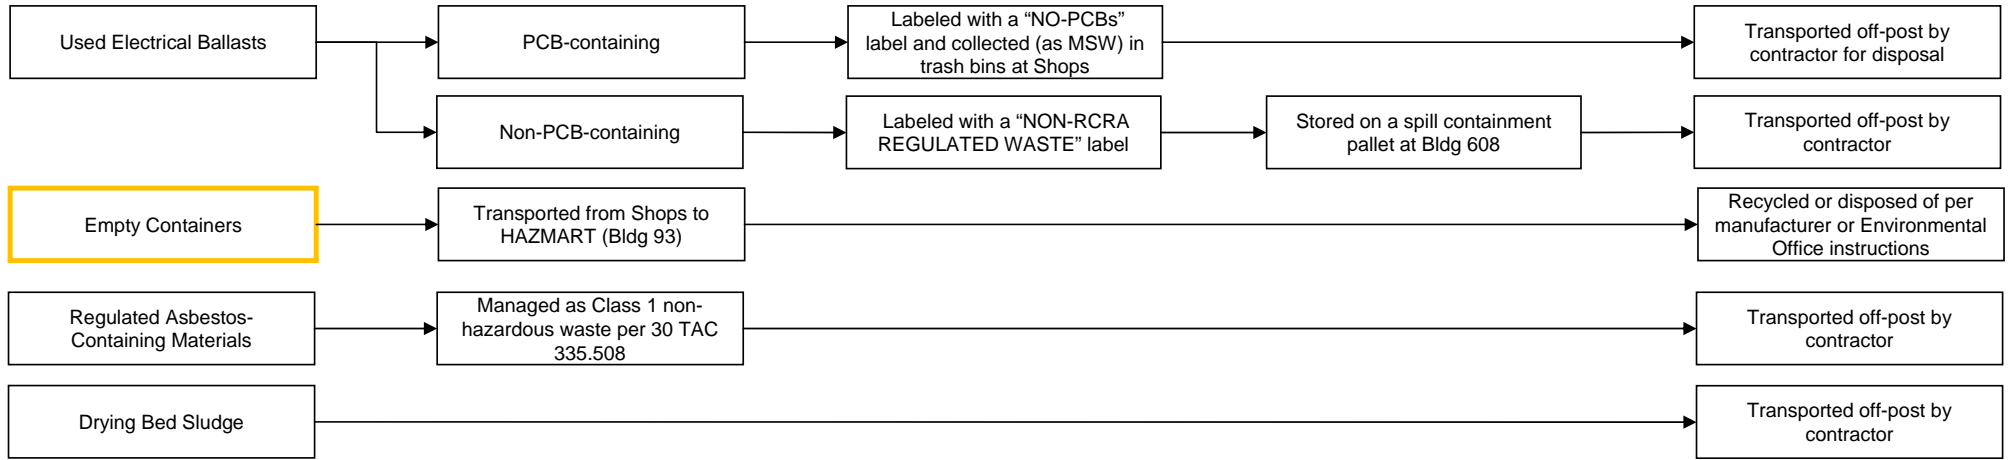 Used Electrical Ballasts
PCB-containing
Labeled with a “NO-PCBs”
label and collected (as MSW) in
trash bins at Shops
Transported off-post by
contractor for disposal
Non-PCB-containing
Labeled with a “NON-RCRA
REGULATED WASTE” label
Stored on a spill containment
pallet at Bldg 608
Transported off-post by
contractor
Empty Containers
Transported from Shops to
HAZMART (Bldg 93)
Recycled or disposed of per
manufacturer or Environmental
Office instructions
Regulated Asbestos-
Containing Materials
Managed as Class 1 non-
hazardous waste per 30 TAC
335.508
Transported off-post by
contractor
Drying Bed Sludge
Transported off-post by
contractor